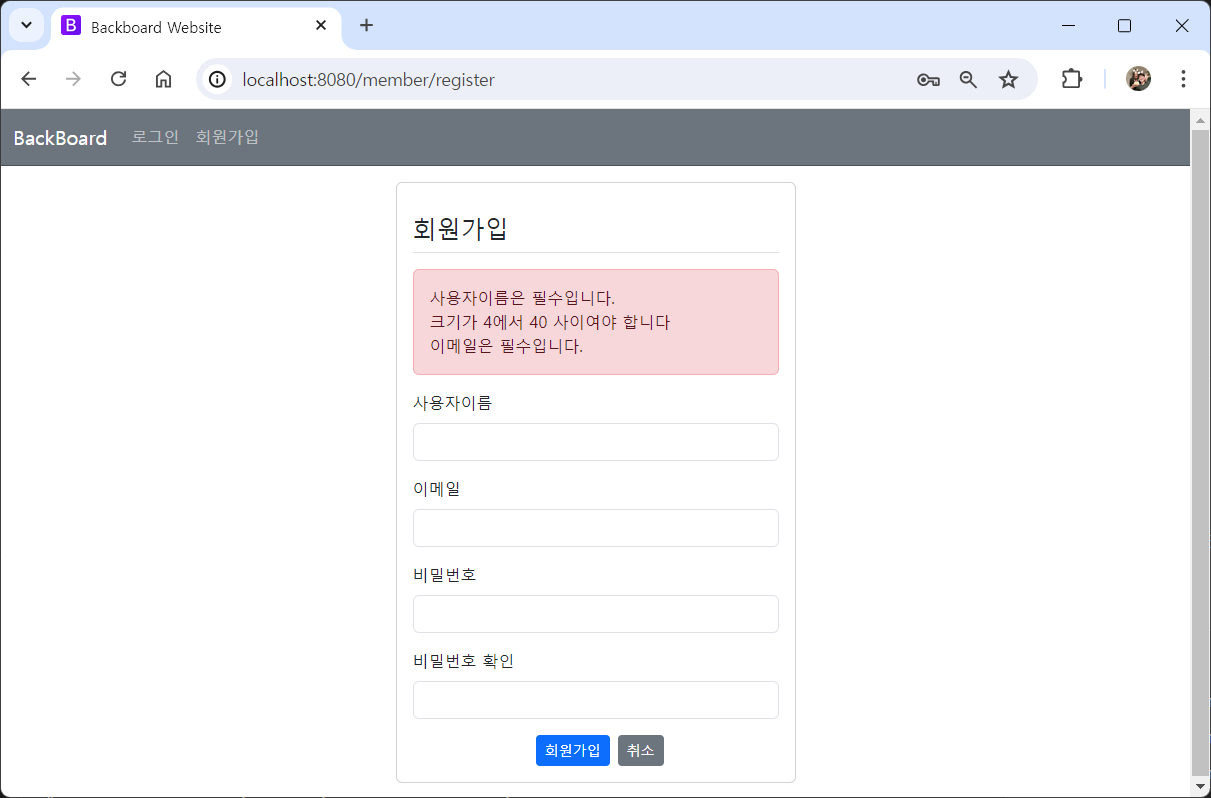 B Backboard Website
localhost:8080/member/register
BackBoard 로그인 회원가입
회원가입
사용자이름은 필수입니다.
크기가 4에서 40 사이여야 합니다
이메일은 필수입니다.
사용자이름
이메일
비밀번호
비밀번호 확인
회원가입 취소